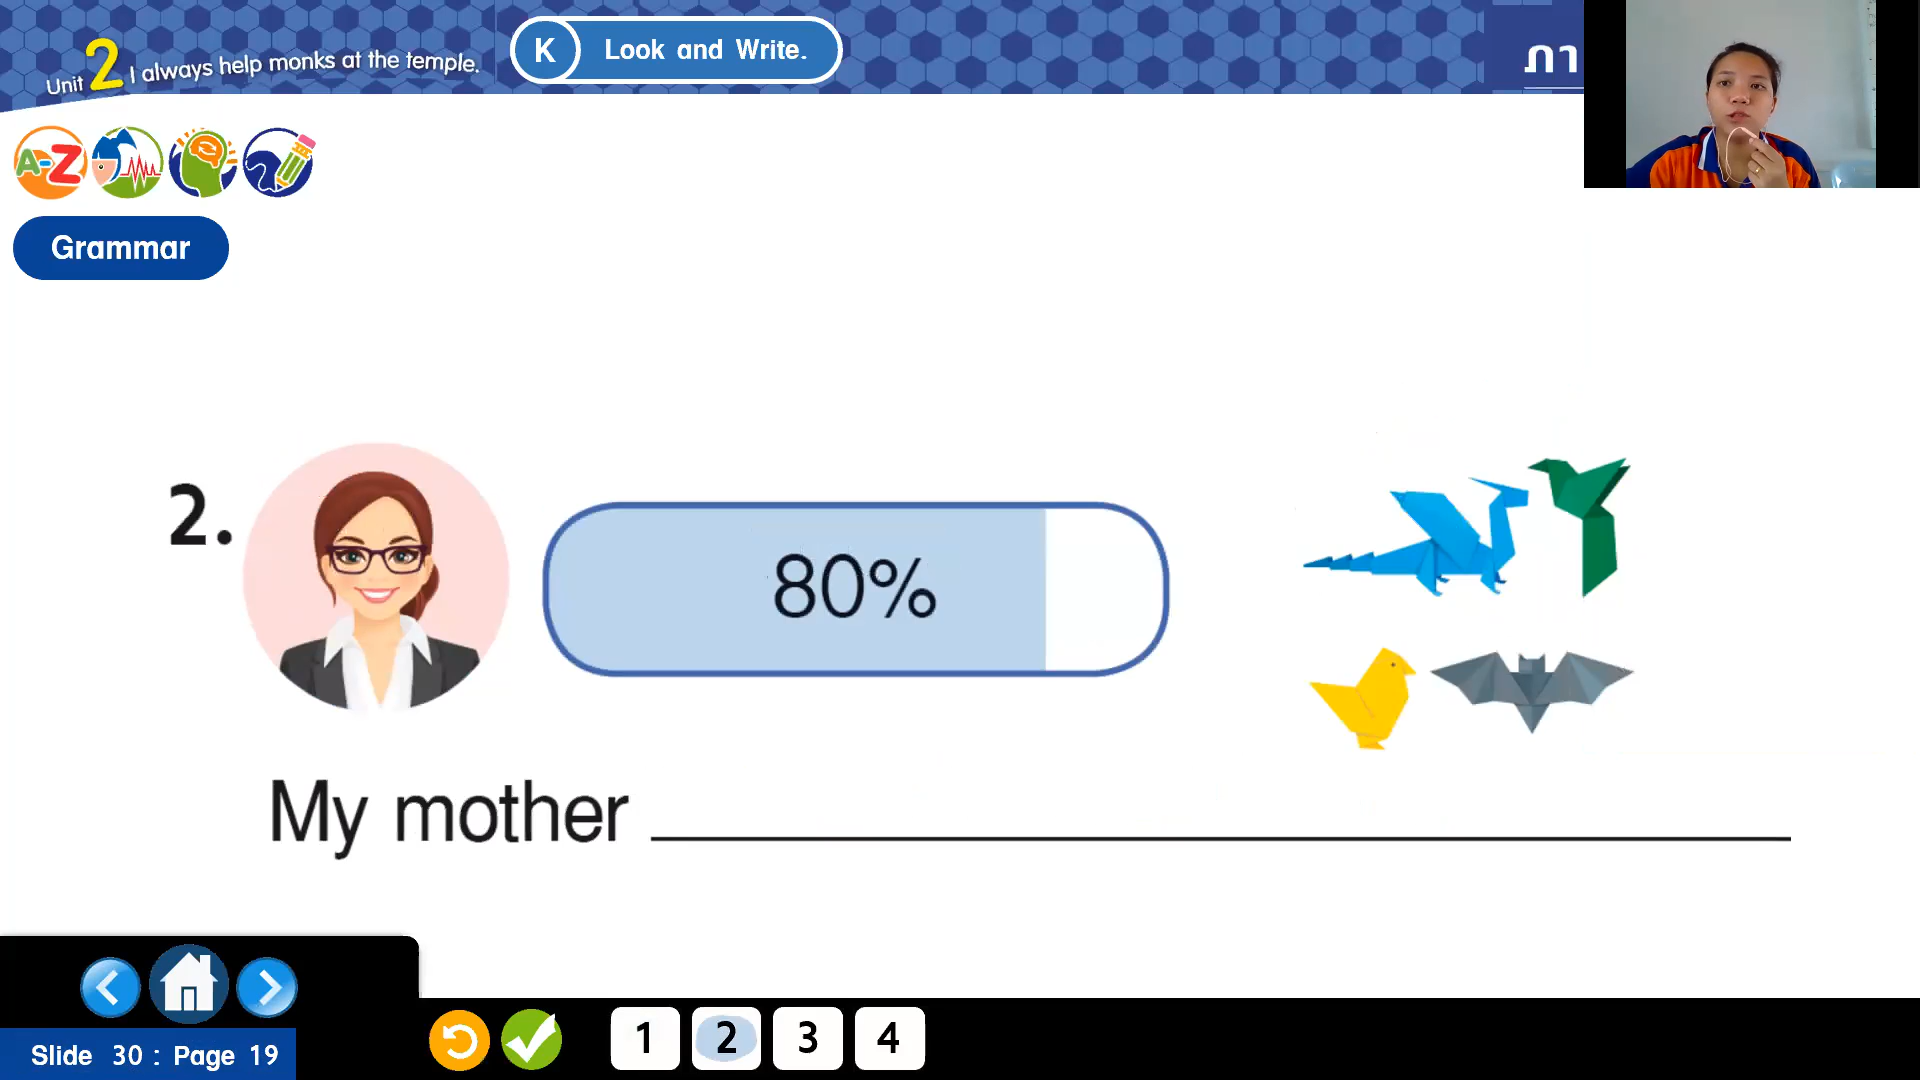 Unit 2 I always help monks at the temple.
K Look and Write.
ภา
A-Z
Grammar
2.
80%
My mother
Slide 30 : Page 19
1 2 3 4